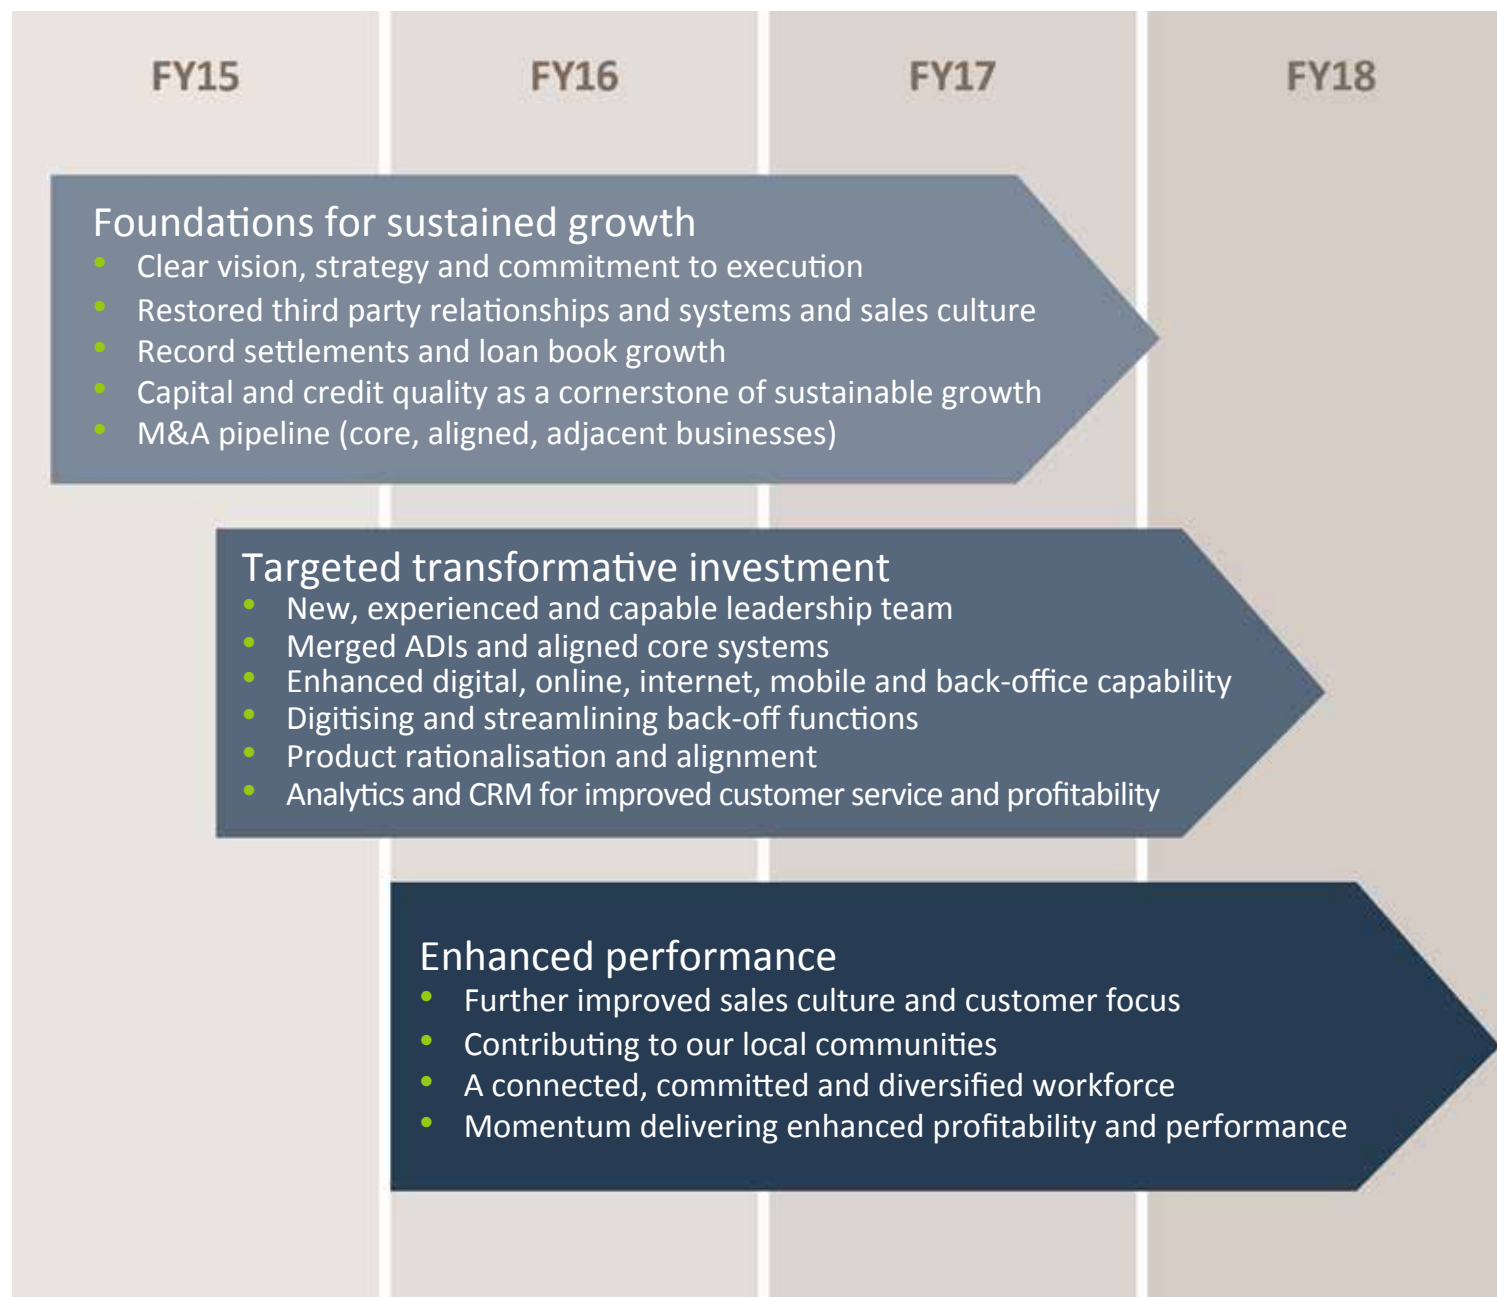 FY15 FY16 FY17 FY18
Foundations for sustained growth
• Clear vision, strategy and commitment to execution
• Restored third party relationships and systems and sales culture
• Record settlements and loan book growth
• Capital and credit quality as a cornerstone of sustainable growth
• M&A pipeline (core, aligned, adjacent businesses)
Targeted transformative investment
• New, experienced and capable leadership team
• Merged ADIs and aligned core systems
• Enhanced digital, online, internet, mobile and back-office capability
• Digitising and streamlining back-off functions
• Product rationalisation and alignment
• Analytics and CRM for improved customer service and profitability
Enhanced performance
• Further improved sales culture and customer focus
• Contributing to our local communities
• A connected, committed and diversified workforce
• Momentum delivering enhanced profitability and performance